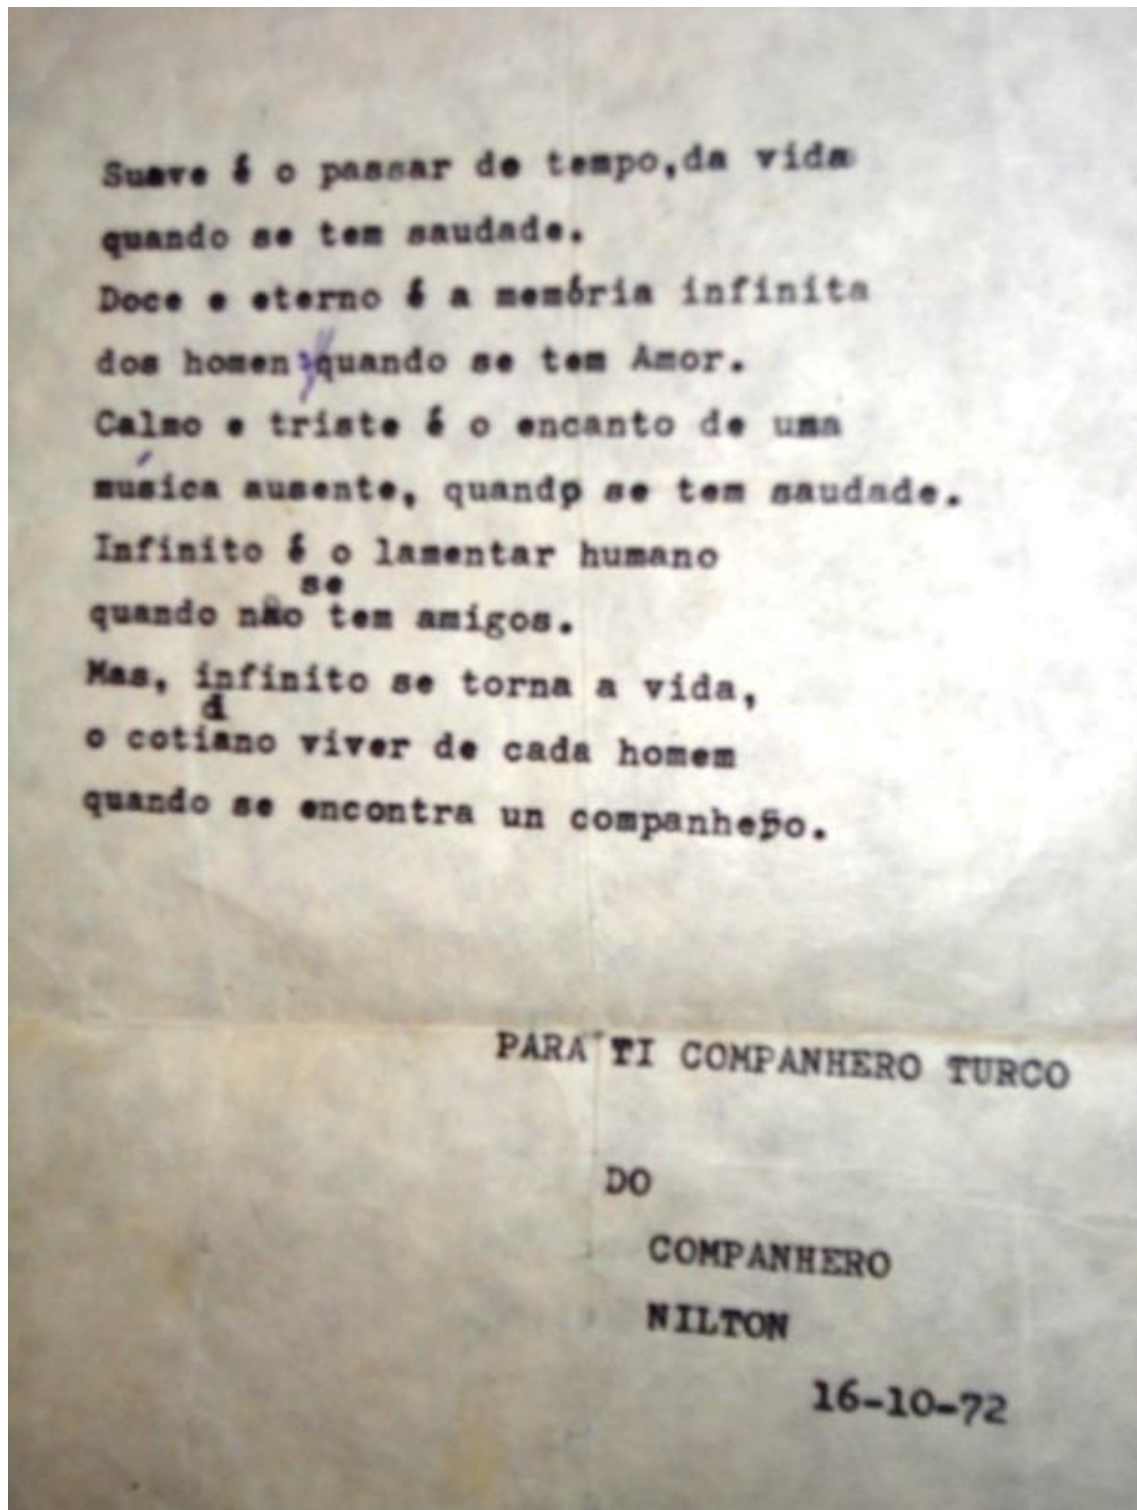 Suave é o passar de tempo,da vida
quando se tem saudade.
Doce e eterno é a memória infinita
dos homens quando se tem Amor.
Calmo e triste é o encanto de uma
música ausente, quando se tem saudade.
Infinito é o lamentar humano
se
quando não tem amigos.
Mas, infinito se torna a vida,
d
o cotiano viver de cada homem
quando se encontra un companhero.
PARA TI COMPANHERO TURCO
DO
COMPANHERO
NILTON
16-10-72